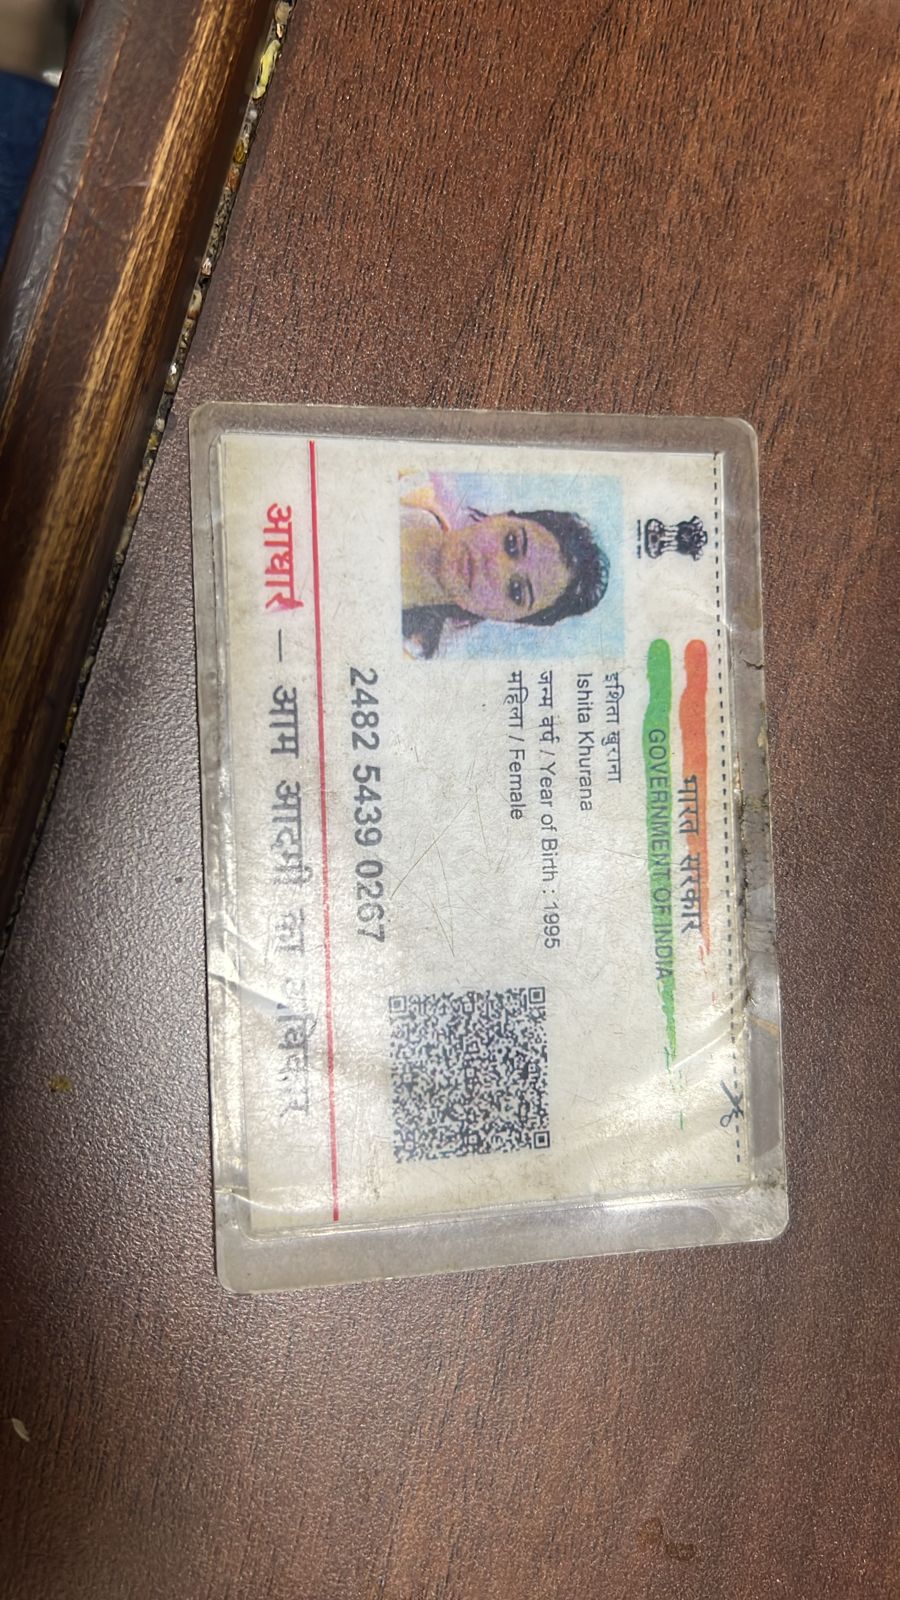 भारत सरकार
GOVERNMENT OF INDIA
इशिता खुराना
Ishita Khurana
जन्म वर्ष / Year of Birth : 1995
महिला / Female
2482 5439 0267
आधार – आम आदमी का अधिकार